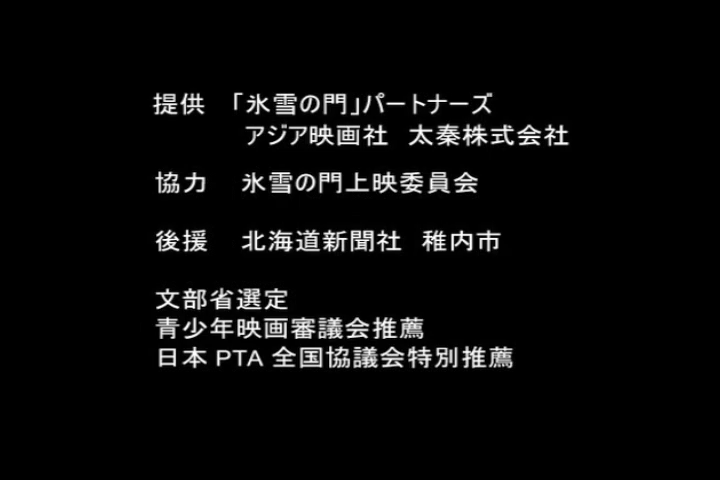 提供 「氷雪の門」パートナーズ
アジア映画社 太秦株式会社
協力 氷雪の門上映委員会
後援 北海道新聞社 稚内市
文部省選定
青少年映画審議会推薦
日本 PTA 全国協議会特別推薦